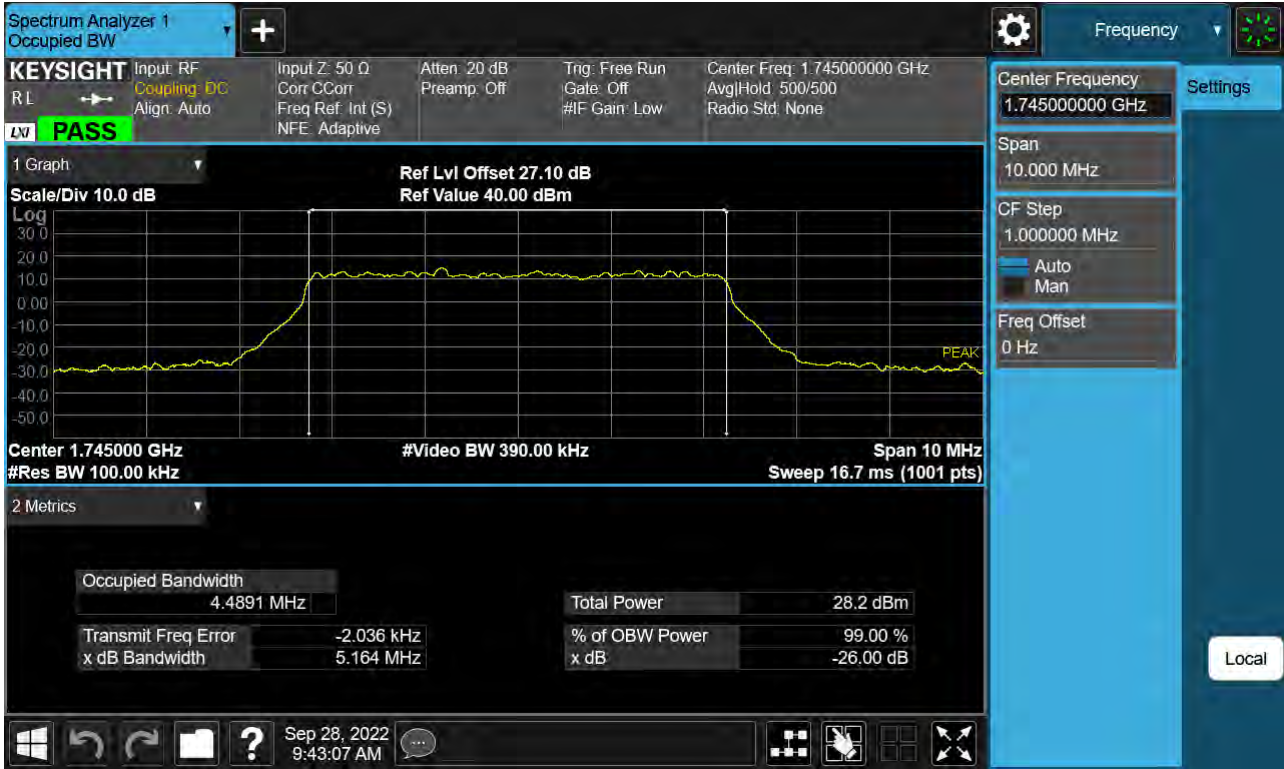 Spectrum Analyzer 1
Occupied BW
Frequency
KEYSIGHT
R L
LXI PASS
Input: RF
Coupling: DC
Align: Auto
Input Z: 50 Ω
Corr CCorr
Freq Ref: Int (S)
NFE: Adaptive
Atten: 20 dB
Preamp: Off
Trig: Free Run
Gate: Off
#IF Gain: Low
Center Freq: 1.745000000 GHz
Avg|Hold: 500/500
Radio Std: None
Center Frequency
1.745000000 GHz
Settings
Span
10.000 MHz
CF Step
1.000000 MHz
Auto
Man
Freq Offset
0 Hz
1 Graph
Scale/Div 10.0 dB
Ref Lvl Offset 27.10 dB
Ref Value 40.00 dBm
Log
30.0
20.0
10.0
0.00
-10.0
-20.0
-30.0
-40.0
-50.0
PEAK
Center 1.745000 GHz
#Video BW 390.00 kHz
Span 10 MHz
#Res BW 100.00 kHz
Sweep 16.7 ms (1001 pts)
2 Metrics
Occupied Bandwidth
4.4891 MHz
Total Power 28.2 dBm
Transmit Freq Error -2.036 kHz
% of OBW Power 99.00 %
x dB Bandwidth 5.164 MHz
x dB -26.00 dB
Local
Sep 28, 2022
9:43:07 AM